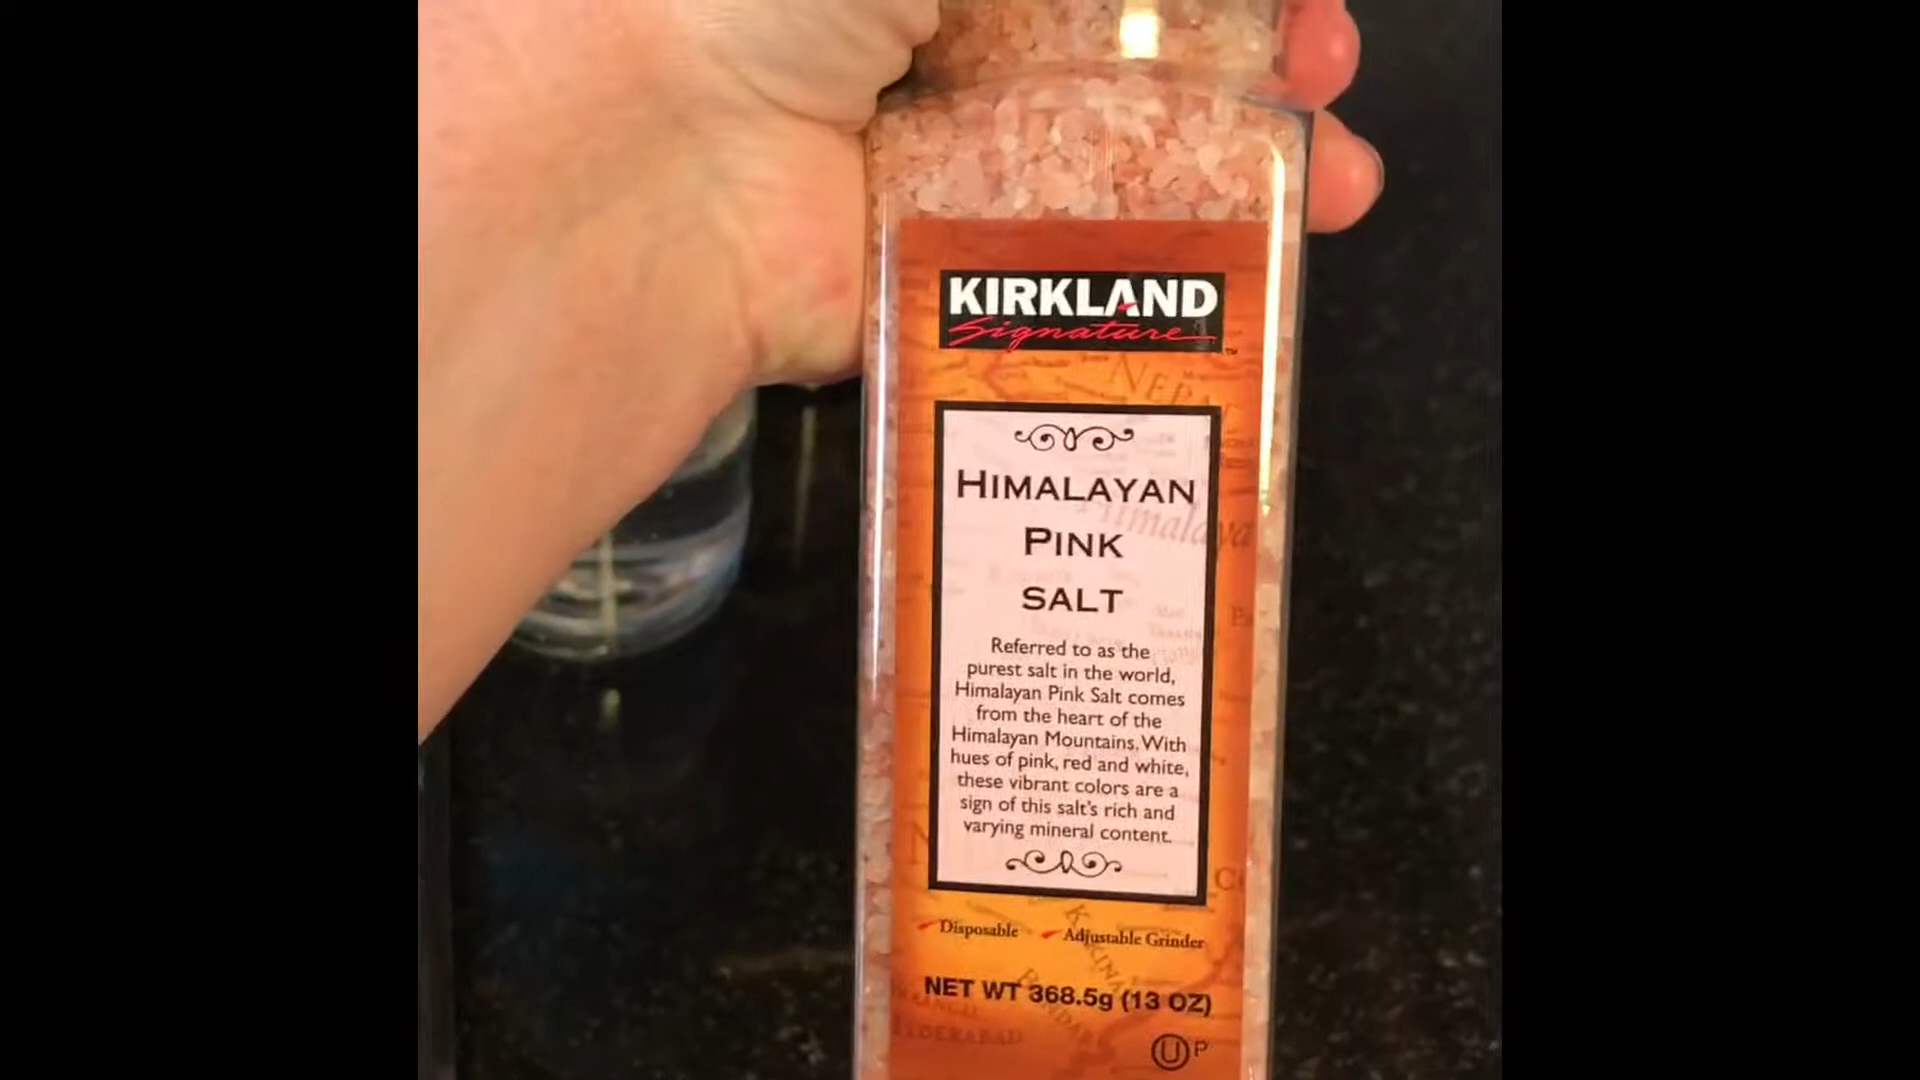 KIRKLAND
Signature
TM
HIMALAYAN
PINK
SALT
Referred to as the
purest salt in the world,
Himalayan Pink Salt comes
from the heart of the
Himalayan Mountains. With
hues of pink, red and white,
these vibrant colors are a
sign of this salt's rich and
varying mineral content.
Disposable Adjustable Grinder
NET WT 368.5g (13 OZ)
U P